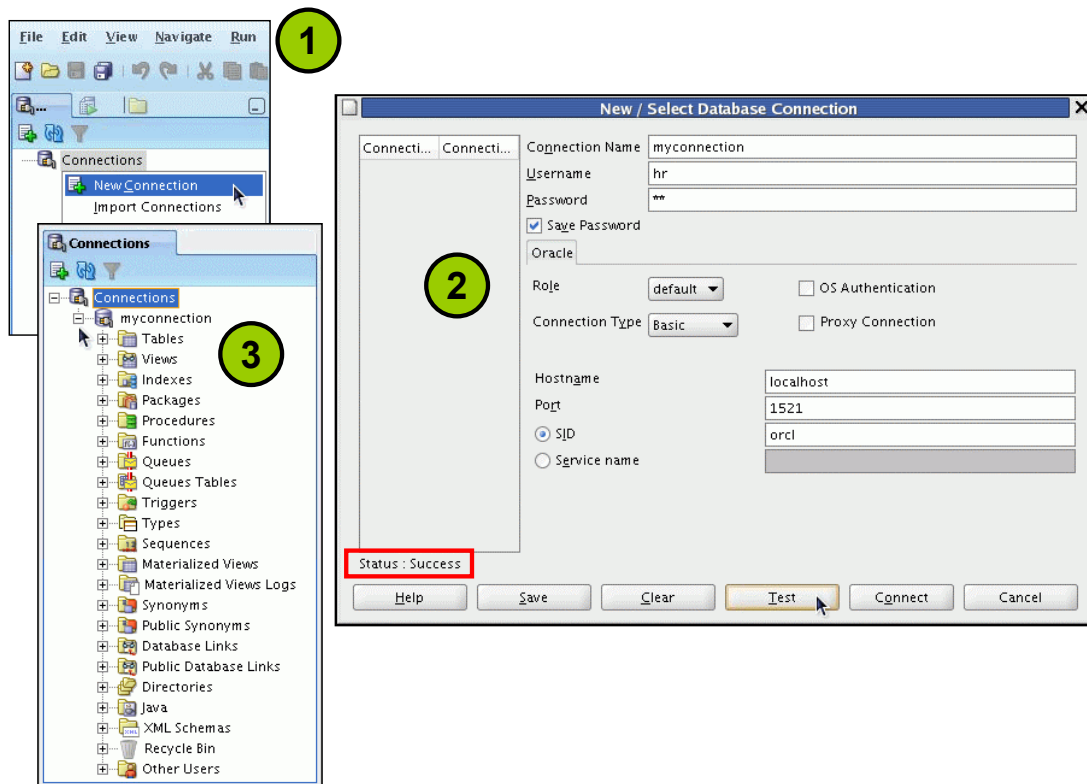 File Edit View Navigate Run
1
...
Connections
New Connection
Import Connections
New / Select Database Connection
Connecti... Connecti...
Connection Name myconnection
Username hr
Password **
Save Password
Oracle
2
Role default OS Authentication
Connection Type Basic Proxy Connection
Hostname localhost
Port 1521
SID orcl
Service name
Status : Success
Help Save Clear Test Connect Cancel
Connections
Connections
myconnection
3
Tables
Views
Indexes
Packages
Procedures
Functions
Queues
Queues Tables
Triggers
Types
Sequences
Materialized Views
Materialized Views Logs
Synonyms
Public Synonyms
Database Links
Public Database Links
Directories
Java
XML Schemas
Recycle Bin
Other Users